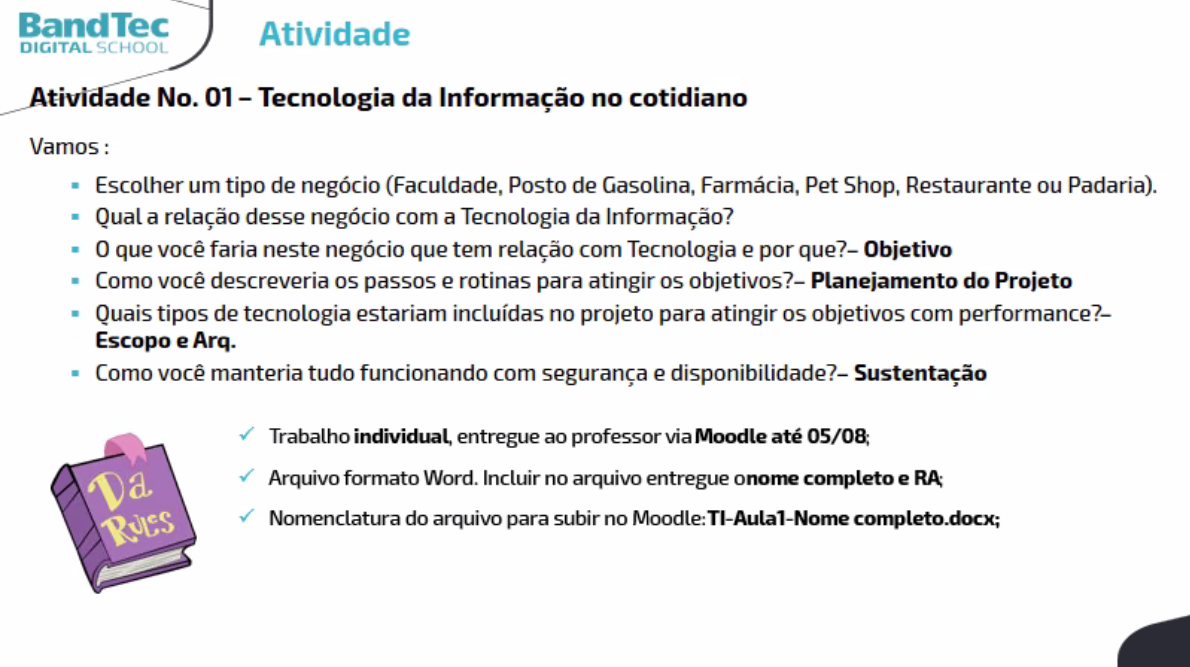 BandTec
DIGITAL SCHOOL
Atividade
Atividade No. 01 – Tecnologia da Informação no cotidiano
Vamos :
▪ Escolher um tipo de negócio (Faculdade, Posto de Gasolina, Farmácia, Pet Shop, Restaurante ou Padaria).
▪ Qual a relação desse negócio com a Tecnologia da Informação?
▪ O que você faria neste negócio que tem relação com Tecnologia e por que?– Objetivo
▪ Como você descreveria os passos e rotinas para atingir os objetivos?– Planejamento do Projeto
▪ Quais tipos de tecnologia estariam incluídas no projeto para atingir os objetivos com performance?–
Escopo e Arq.
▪ Como você manteria tudo funcionando com segurança e disponibilidade?– Sustentação
Da
Rules
✓ Trabalho individual, entregue ao professor via Moodle até 05/08;
✓ Arquivo formato Word. Incluir no arquivo entregue o nome completo e RA;
✓ Nomenclatura do arquivo para subir no Moodle: TI-Aula1-Nome completo.docx;